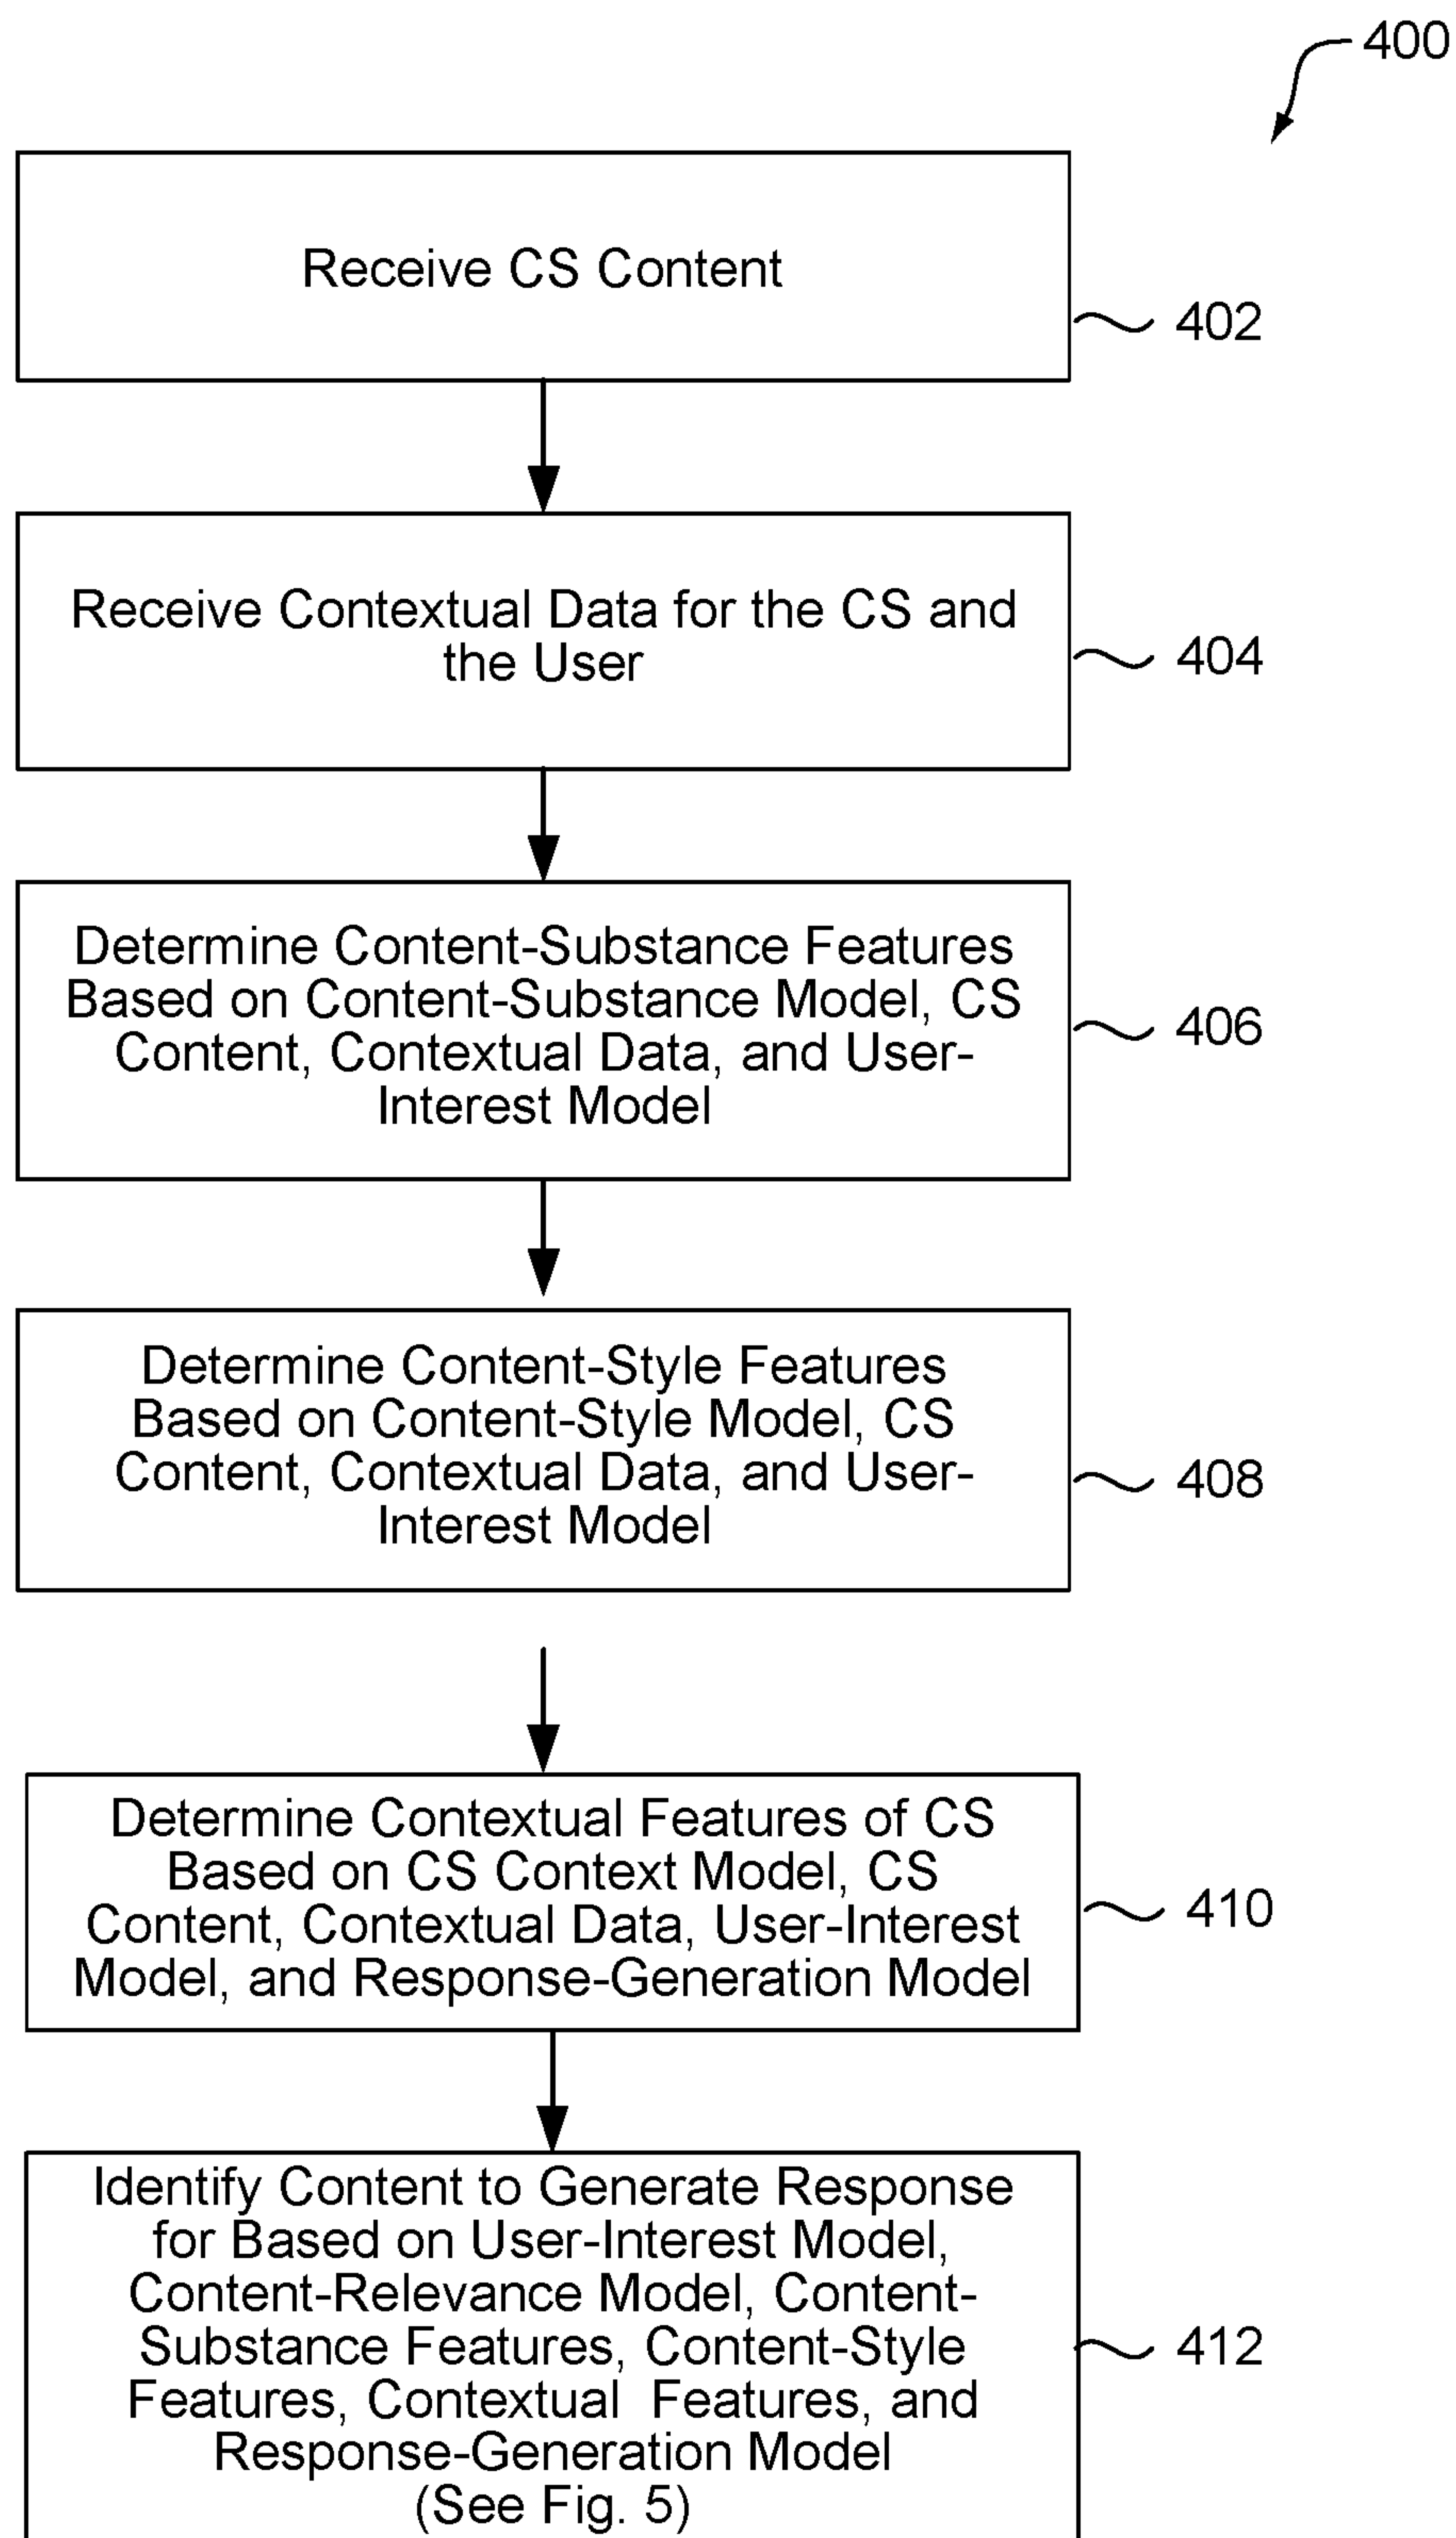 400
Receive CS Content
402
Receive Contextual Data for the CS and
the User
404
Determine Content-Substance Features
Based on Content-Substance Model, CS
Content, Contextual Data, and User-
Interest Model
406
Determine Content-Style Features
Based on Content-Style Model, CS
Content, Contextual Data, and User-
Interest Model
408
Determine Contextual Features of CS
Based on CS Context Model, CS
Content, Contextual Data, User-Interest
Model, and Response-Generation Model
410
Identify Content to Generate Response
for Based on User-Interest Model,
Content-Relevance Model, Content-
Substance Features, Content-Style
Features, Contextual Features, and
Response-Generation Model
(See Fig. 5)
412